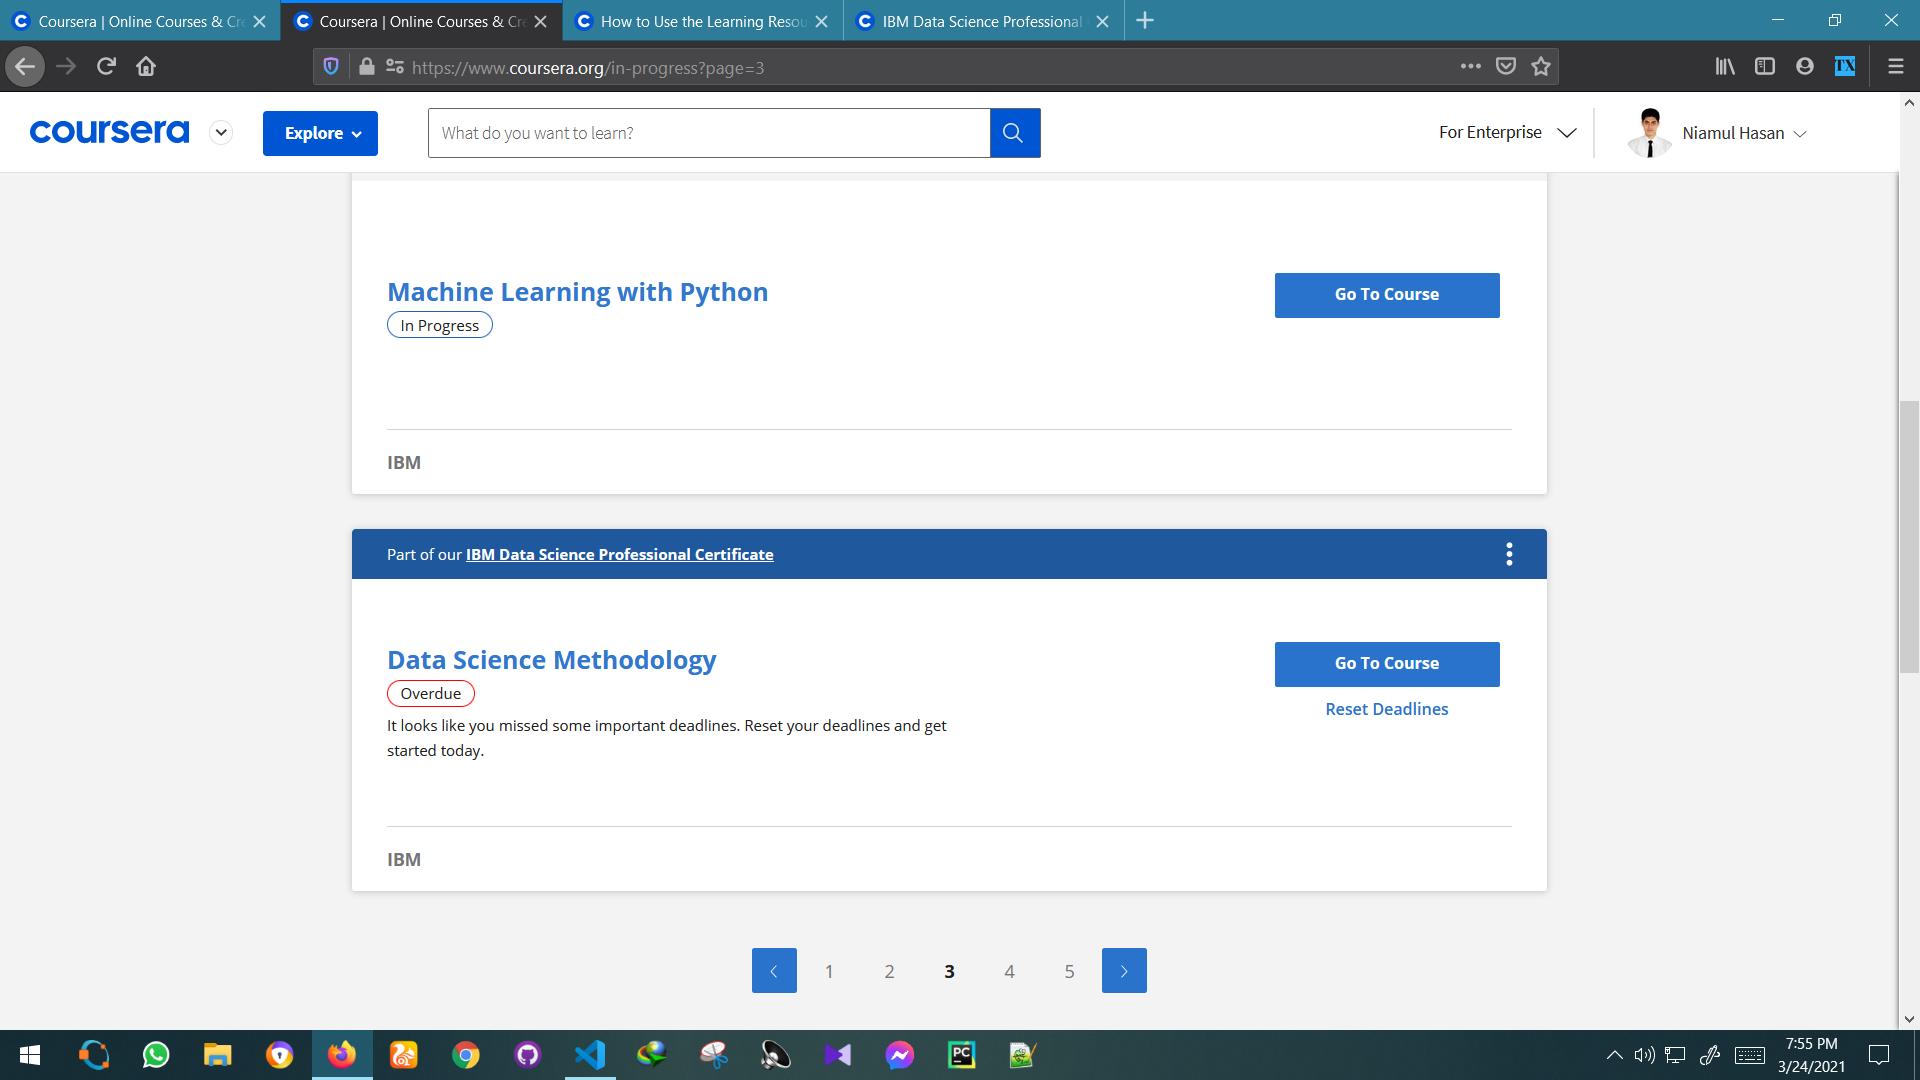 Coursera | Online Courses & Cre
Coursera | Online Courses & Cre
How to Use the Learning Resou
IBM Data Science Professional
https://www.coursera.org/in-progress?page=3
TX
coursera
Explore
What do you want to learn?
For Enterprise
Niamul Hasan
Machine Learning with Python
Go To Course
In Progress
IBM
Part of our IBM Data Science Professional Certificate
Data Science Methodology
Go To Course
Overdue
Reset Deadlines
It looks like you missed some important deadlines. Reset your deadlines and get
started today.
IBM
1 2 3 4 5
PC
7:55 PM
3/24/2021